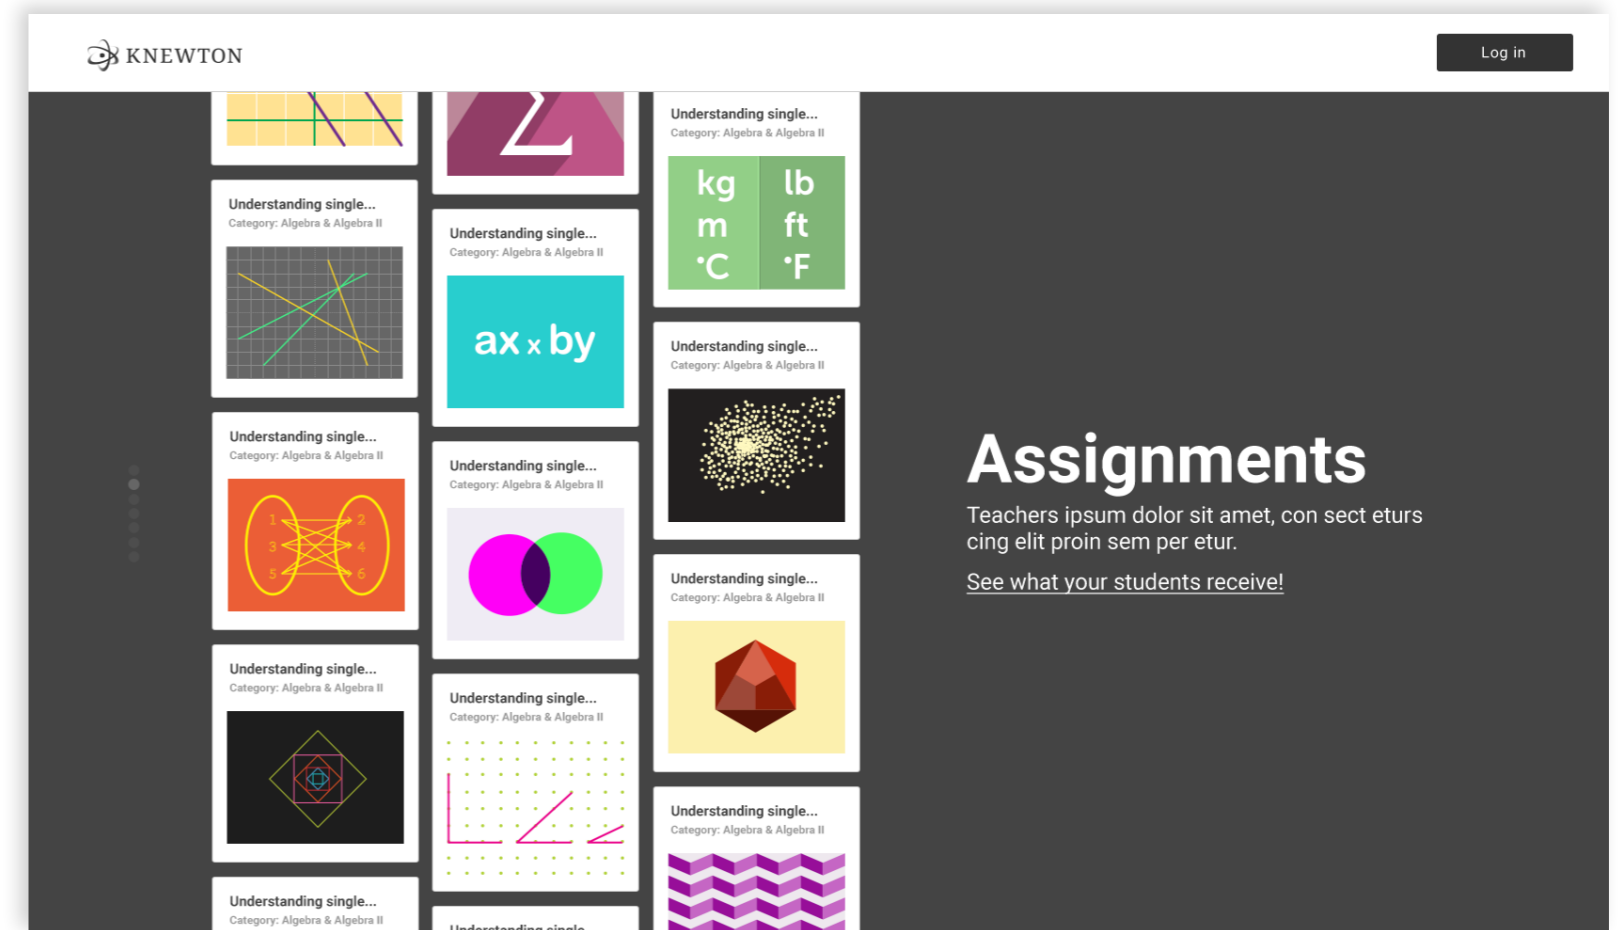 KNEWTON
Log in
Understanding single...
Category: Algebra & Algebra II
Understanding single...
Category: Algebra & Algebra II
1 2
3 4
5 6
Understanding single...
Category: Algebra & Algebra II
Understanding single...
Category: Algebra & Algebra II
Σ
Understanding single...
Category: Algebra & Algebra II
ax x by
Understanding single...
Category: Algebra & Algebra II
Understanding single...
Category: Algebra & Algebra II
Understanding single...
Understanding single...
Category: Algebra & Algebra II
kg lb
m ft
°C °F
Understanding single...
Category: Algebra & Algebra II
Understanding single...
Category: Algebra & Algebra II
Understanding single...
Category: Algebra & Algebra II
Assignments
Teachers ipsum dolor sit amet, con sect eturs
cing elit proin sem per etur.
See what your students receive!